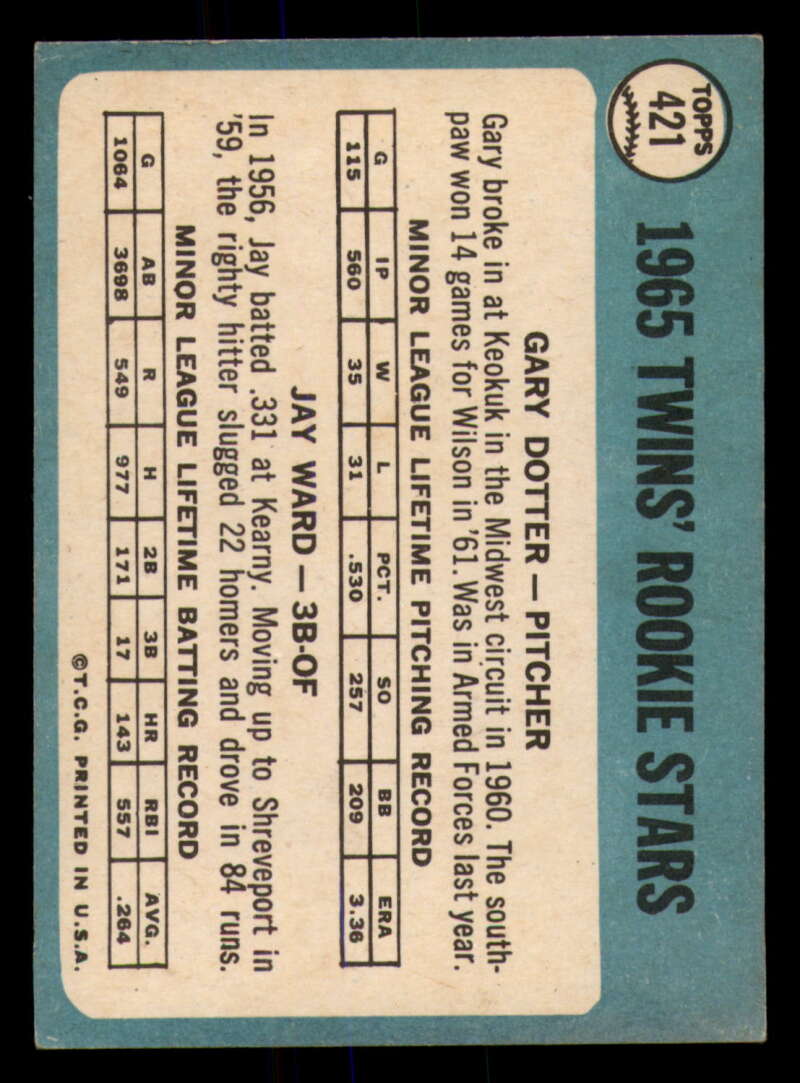 TOPPS
421
1965 TWINS' ROOKIE STARS
GARY DOTTER — PITCHER
Gary broke in at Keokuk in the Midwest circuit in 1960. The south-
paw won 14 games for Wilson in '61. Was in Armed Forces last year.
MINOR LEAGUE LIFETIME PITCHING RECORD
G IP W L PCT. SO BB ERA
115 560 35 31 .530 257 209 3.36
JAY WARD — 3B-OF
In 1956, Jay batted .331 at Kearny. Moving up to Shreveport in
'59, the righty hitter slugged 22 homers and drove in 84 runs.
MINOR LEAGUE LIFETIME BATTING RECORD
G AB R H 2B 3B HR RBI AVG.
1064 3698 549 977 171 17 143 557 .264
©T.C.G. PRINTED IN U.S.A.